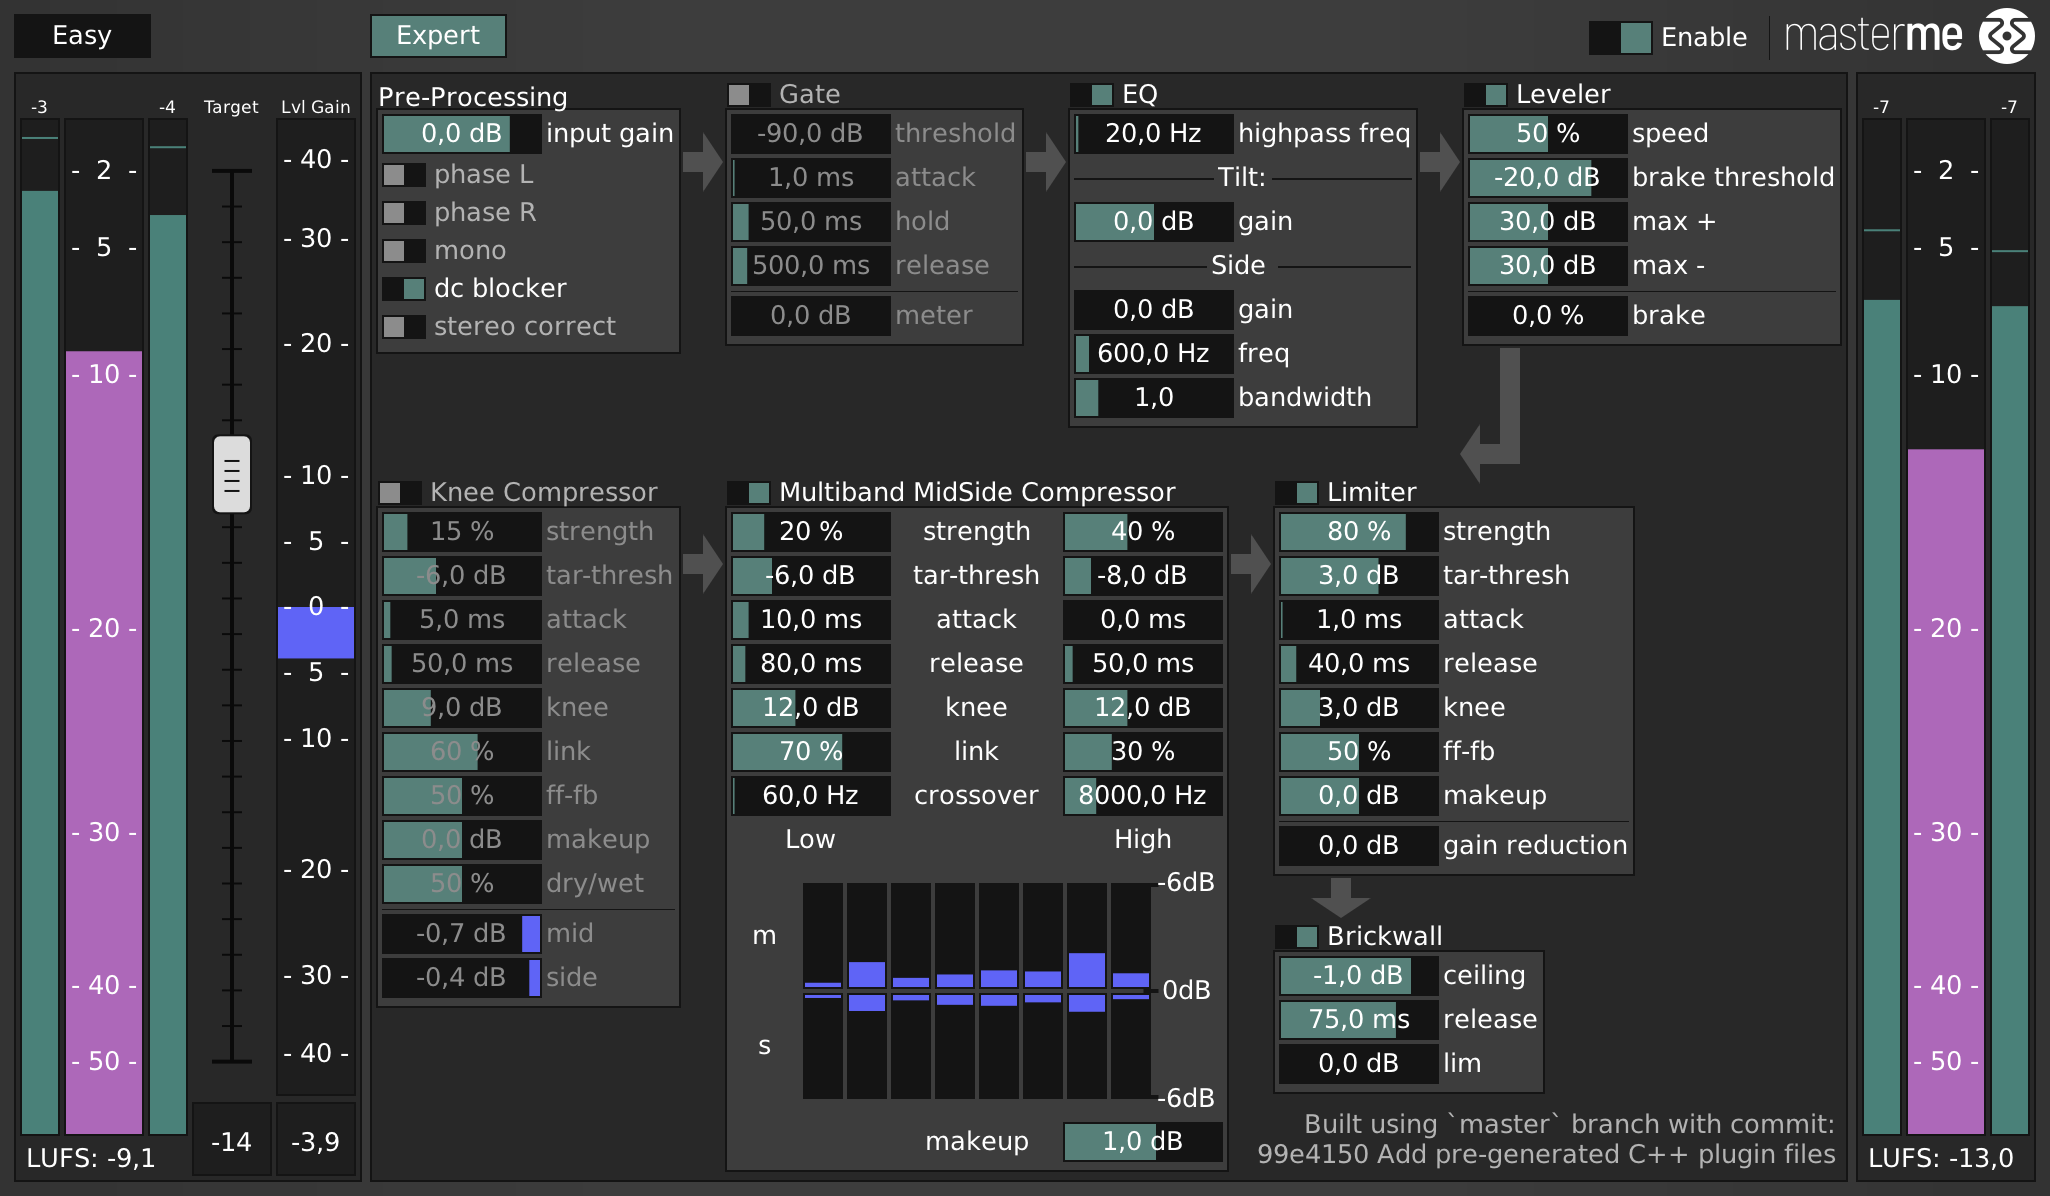 Easy
Expert
Enable
masterme
-3
-4
Target
Lvl Gain
- 2 -
- 5 -
- 10 -
- 20 -
- 30 -
- 40 -
- 50 -
- 40 -
- 30 -
- 20 -
- 10 -
- 5 -
- 0 -
- 5 -
- 10 -
- 20 -
- 30 -
- 40 -
-14
-3,9
LUFS: -9,1
Pre-Processing
0,0 dB input gain
phase L
phase R
mono
dc blocker
stereo correct
Gate
-90,0 dB threshold
1,0 ms attack
50,0 ms hold
500,0 ms release
0,0 dB meter
EQ
20,0 Hz highpass freq
Tilt:
0,0 dB gain
Side
0,0 dB gain
600,0 Hz freq
1,0 bandwidth
Leveler
50 % speed
-20,0 dB brake threshold
30,0 dB max +
30,0 dB max -
0,0 % brake
Knee Compressor
15 % strength
-6,0 dB tar-thresh
5,0 ms attack
50,0 ms release
9,0 dB knee
60 % link
50 % ff-fb
0,0 dB makeup
50 % dry/wet
-0,7 dB mid
-0,4 dB side
Multiband MidSide Compressor
20 % strength 40 %
-6,0 dB tar-thresh -8,0 dB
10,0 ms attack 0,0 ms
80,0 ms release 50,0 ms
12,0 dB knee 12,0 dB
70 % link 30 %
60,0 Hz crossover 8000,0 Hz
Low High
-6dB
m
0dB
s
-6dB
makeup 1,0 dB
Limiter
80 % strength
3,0 dB tar-thresh
1,0 ms attack
40,0 ms release
3,0 dB knee
50 % ff-fb
0,0 dB makeup
0,0 dB gain reduction
Brickwall
-1,0 dB ceiling
75,0 ms release
0,0 dB lim
Built using `master` branch with commit:
99e4150 Add pre-generated C++ plugin files
-7
-7
- 2 -
- 5 -
- 10 -
- 20 -
- 30 -
- 40 -
- 50 -
LUFS: -13,0